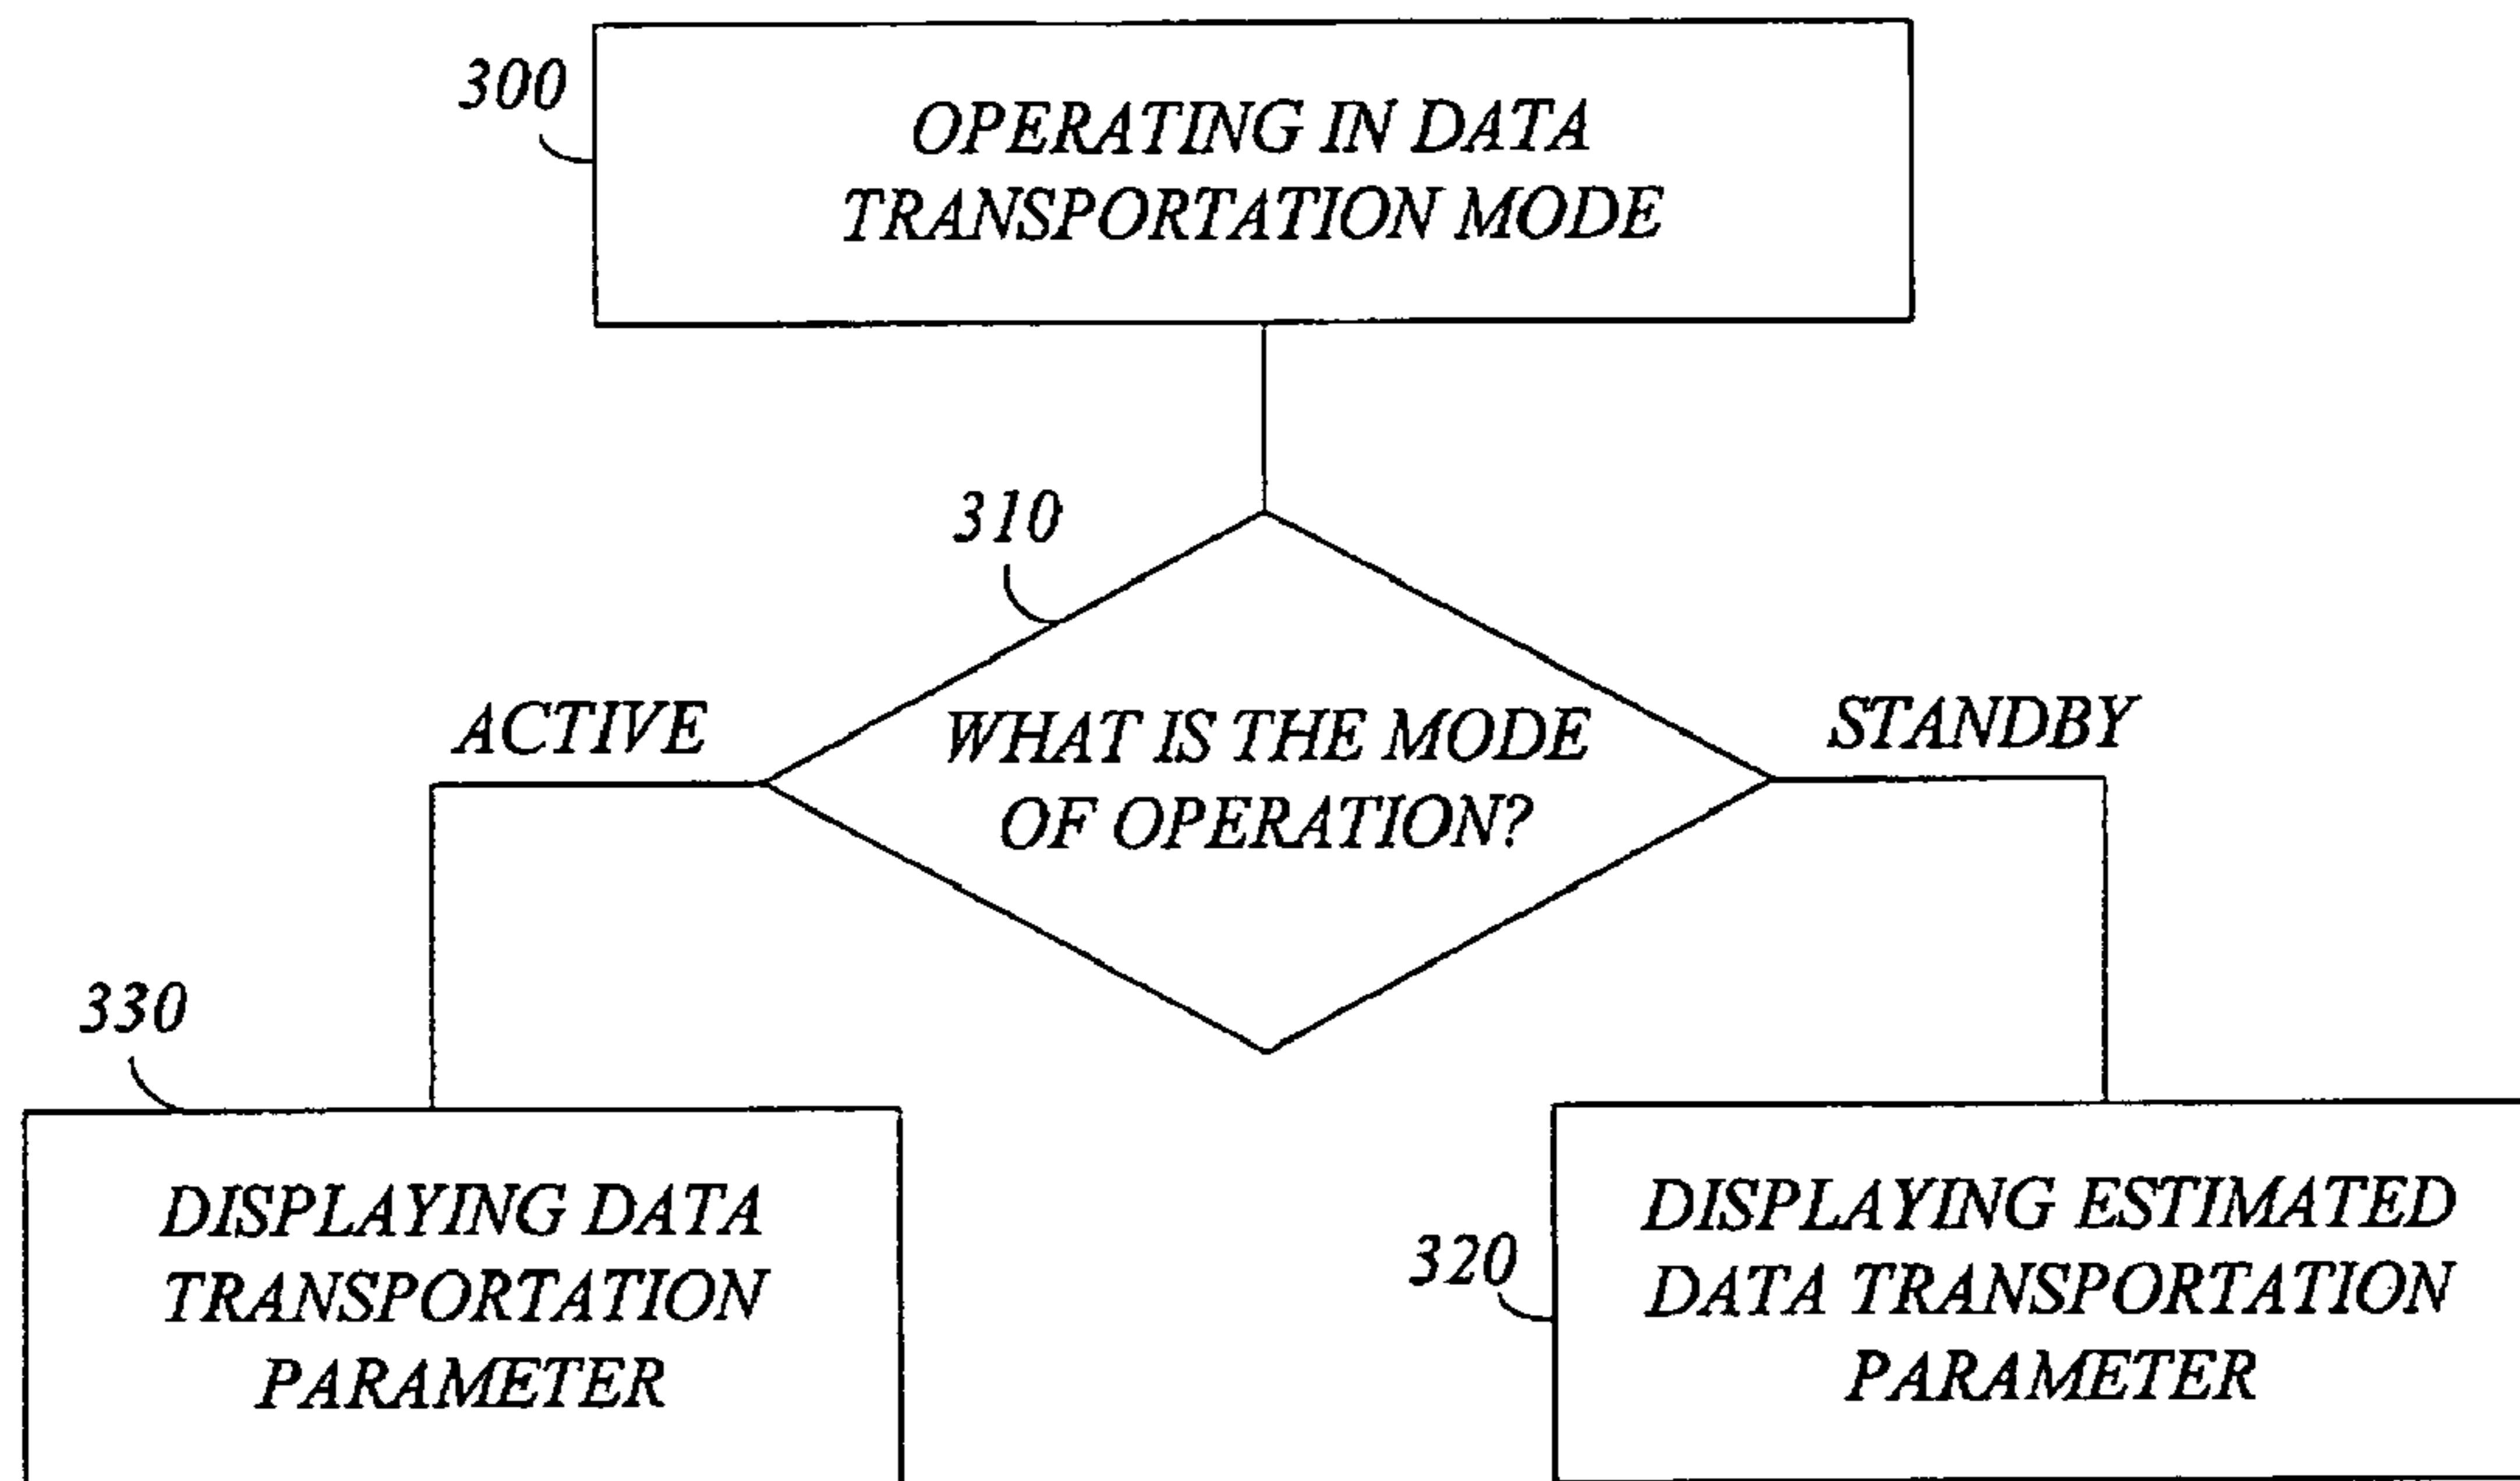 300
OPERATING IN DATA
TRANSPORTATION MODE
310
ACTIVE
WHAT IS THE MODE
OF OPERATION?
STANDBY
330
DISPLAYING DATA
TRANSPORTATION
PARAMETER
320
DISPLAYING ESTIMATED
DATA TRANSPORTATION
PARAMETER